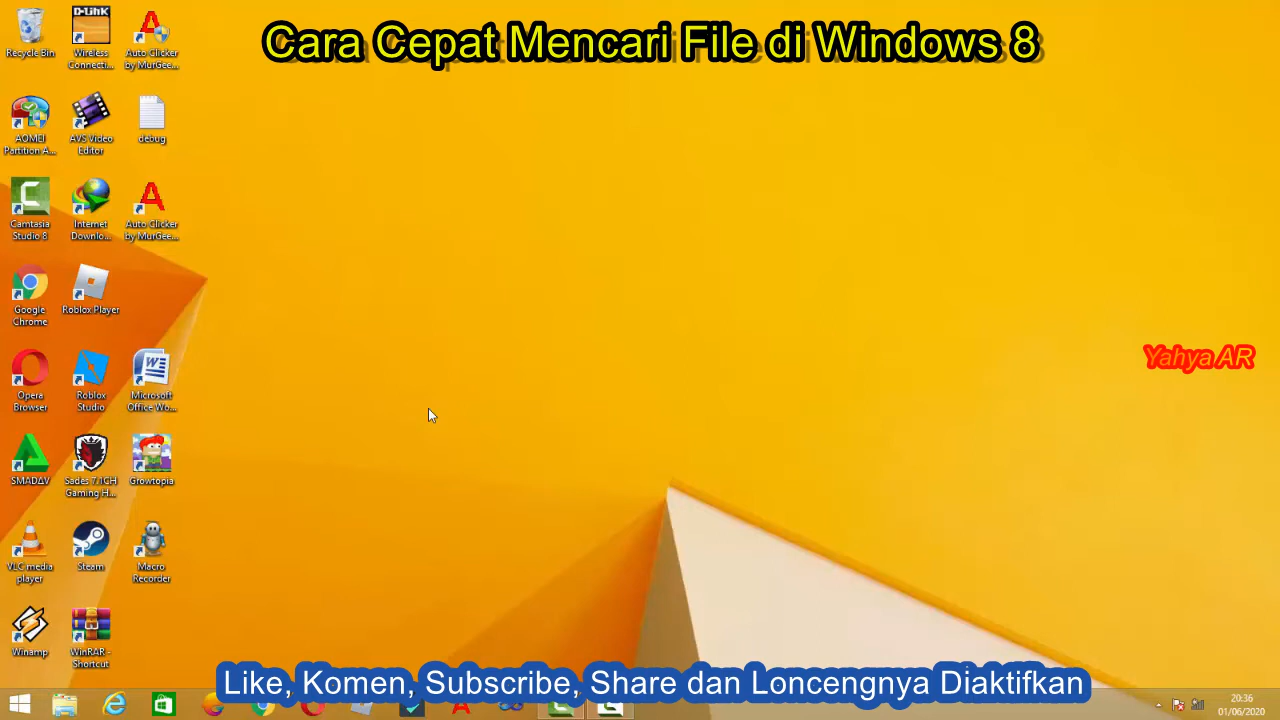 Cara Cepat Mencari File di Windows 8
Recycle Bin
D-Link
Wireless
Connecti...
Auto Clicker
by MurGee...
AOMEI
Partition A...
AVS Video
Editor
debug
Camtasia
Studio 8
Internet
Downlo...
Auto Clicker
by MurGee...
Google
Chrome
Roblox Player
Yahya AR
Opera
Browser
Roblox
Studio
Microsoft
Office Wo...
SMADΔV
Sades 7.1CH
Gaming H...
Growtopia
VLC media
player
Steam
Macro
Recorder
Winamp
WinRAR -
Shortcut
Like, Komen, Subscribe, Share dan Loncengnya Diaktifkan
20:36
01/06/2020